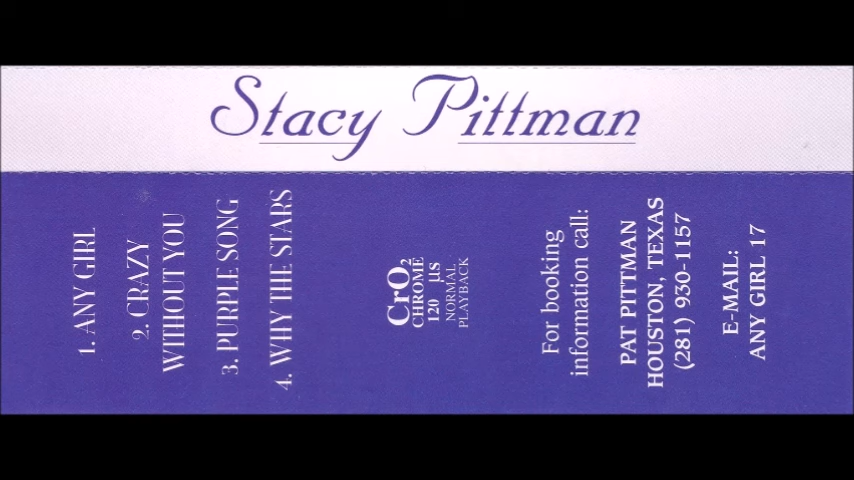 Stacy Pittman
1. ANY GIRL
2. CRAZY
WITHOUT YOU
3. PURPLE SONG
4. WHY THE STARS
CrO2
CHROME
120 µs
NORMAL
PLAYBACK
For booking
information call:
PAT PITTMAN
HOUSTON, TEXAS
(281) 930-1157
E-MAIL:
ANY GIRL 17